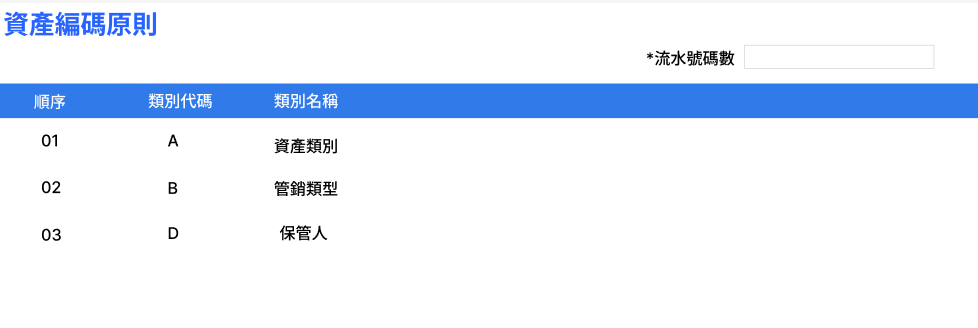 資產編碼原則
*流水號碼數
順序 類別代碼 類別名稱
01 A 資產類別
02 B 管銷類型
03 D 保管人